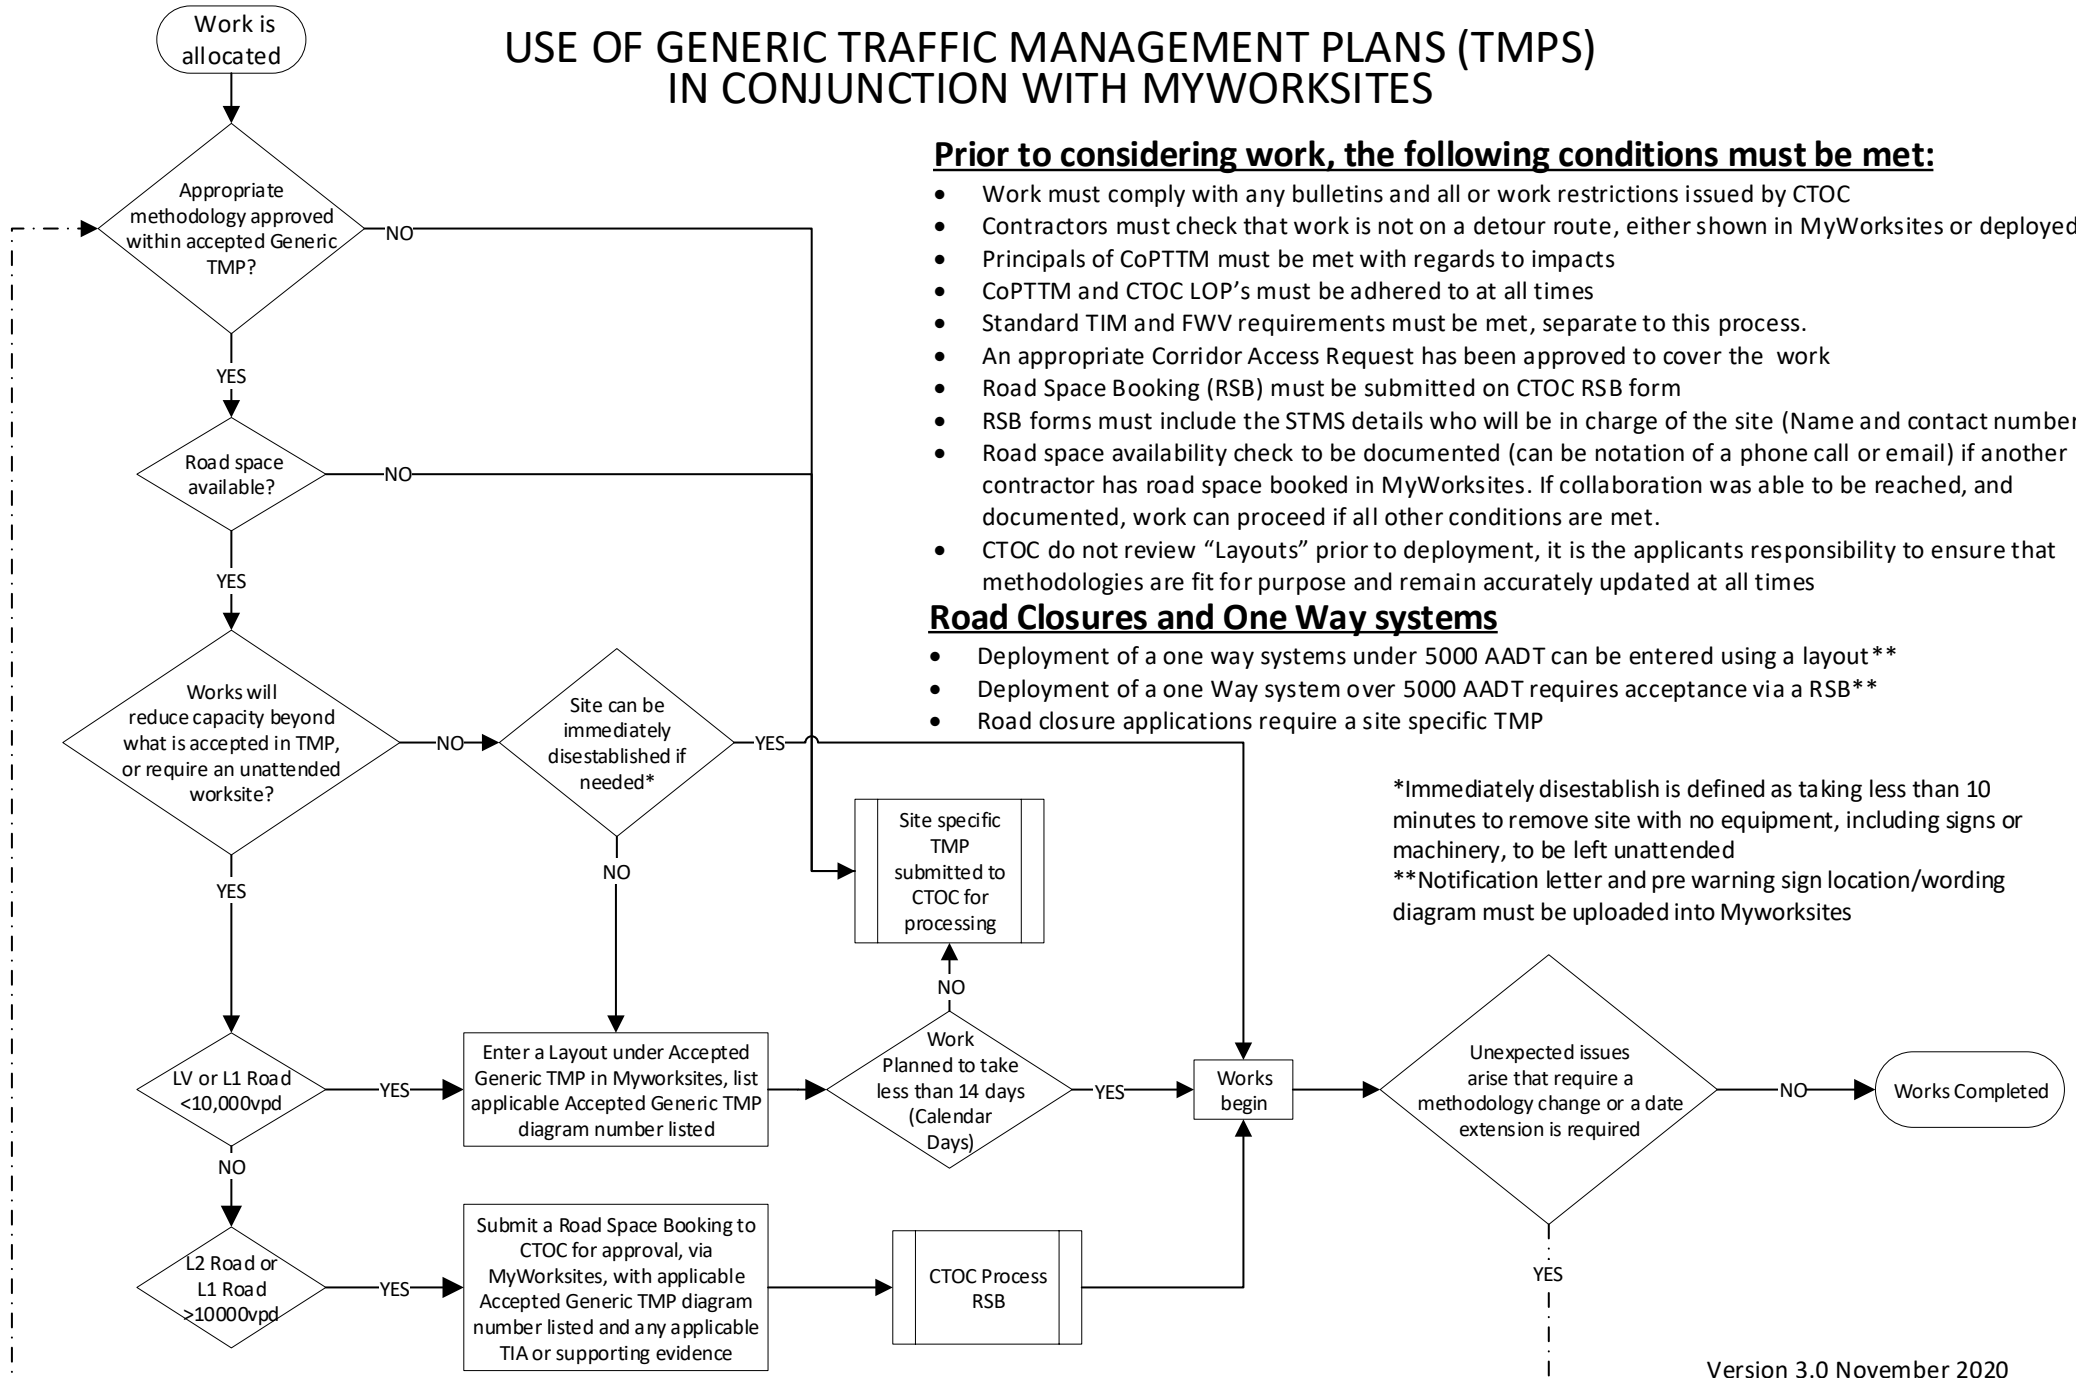 Work is
allocated
USE OF GENERIC TRAFFIC MANAGEMENT PLANS (TMPS)
IN CONJUNCTION WITH MYWORKSITES
Prior to considering work, the following conditions must be met:
• Work must comply with any bulletins and all or work restrictions issued by CTOC
• Contractors must check that work is not on a detour route, either shown in MyWorksites or deployed
• Principals of CoPTTM must be met with regards to impacts
• CoPTTM and CTOC LOP's must be adhered to at all times
• Standard TIM and FWV requirements must be met, separate to this process.
• An appropriate Corridor Access Request has been approved to cover the work
• Road Space Booking (RSB) must be submitted on CTOC RSB form
• RSB forms must include the STMS details who will be in charge of the site (Name and contact number
• Road space availability check to be documented (can be notation of a phone call or email) if another
contractor has road space booked in MyWorksites. If collaboration was able to be reached, and
documented, work can proceed if all other conditions are met.
• CTOC do not review “Layouts” prior to deployment, it is the applicants responsibility to ensure that
methodologies are fit for purpose and remain accurately updated at all times
Road Closures and One Way systems
• Deployment of a one way systems under 5000 AADT can be entered using a layout**
• Deployment of a one Way system over 5000 AADT requires acceptance via a RSB**
• Road closure applications require a site specific TMP
*Immediately disestablish is defined as taking less than 10
minutes to remove site with no equipment, including signs or
machinery, to be left unattended
**Notification letter and pre warning sign location/wording
diagram must be uploaded into Myworksites
Appropriate
methodology approved
within accepted Generic
TMP?
NO
YES
Road space
available?
NO
YES
Works will
reduce capacity beyond
what is accepted in TMP,
or require an unattended
worksite?
NO
YES
Site can be
immediately
disestablished if
needed*
YES
NO
Site specific
TMP
submitted to
CTOC for
processing
NO
LV or L1 Road
<10,000vpd
YES
NO
Enter a Layout under Accepted
Generic TMP in Myworksites, list
applicable Accepted Generic TMP
diagram number listed
Work
Planned to take
less than 14 days
(Calendar
Days)
YES
Works
begin
Unexpected issues
arise that require a
methodology change or a date
extension is required
NO
Works Completed
YES
L2 Road or
L1 Road
>10000vpd
YES
Submit a Road Space Booking to
CTOC for approval, via
MyWorksites, with applicable
Accepted Generic TMP diagram
number listed and any applicable
TIA or supporting evidence
CTOC Process
RSB
Version 3.0 November 2020